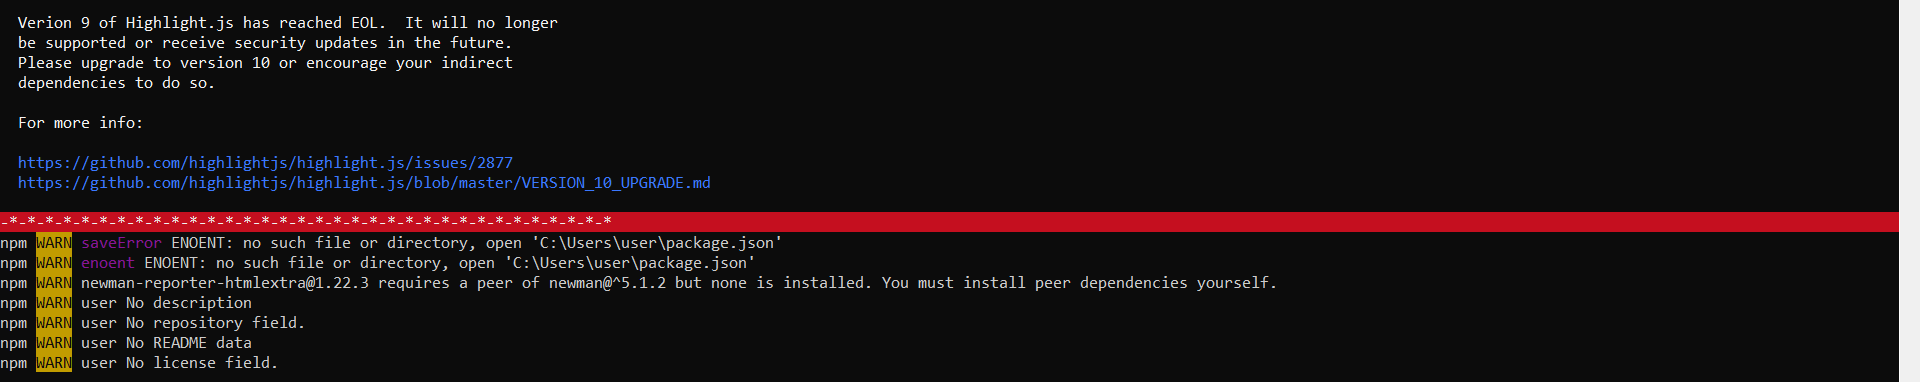 Verion 9 of Highlight.js has reached EOL.  It will no longer
be supported or receive security updates in the future.
Please upgrade to version 10 or encourage your indirect
dependencies to do so.
For more info:
https://github.com/highlightjs/highlight.js/issues/2877
https://github.com/highlightjs/highlight.js/blob/master/VERSION_10_UPGRADE.md
-*-*-*-*-*-*-*-*-*-*-*-*-*-*-*-*-*-*-*-*-*-*-*-*-*-*-*-*-*-*-*-*-*-*
npm WARN saveError ENOENT: no such file or directory, open 'C:\Users\user\package.json'
npm WARN enoent ENOENT: no such file or directory, open 'C:\Users\user\package.json'
npm WARN newman-reporter-htmlextra@1.22.3 requires a peer of newman@^5.1.2 but none is installed. You must install peer dependencies yourself.
npm WARN user No description
npm WARN user No repository field.
npm WARN user No README data
npm WARN user No license field.